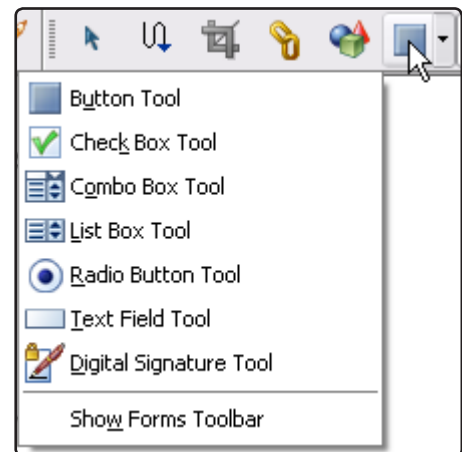 Button Tool
Check Box Tool
Combo Box Tool
List Box Tool
Radio Button Tool
Text Field Tool
Digital Signature Tool
Show Forms Toolbar